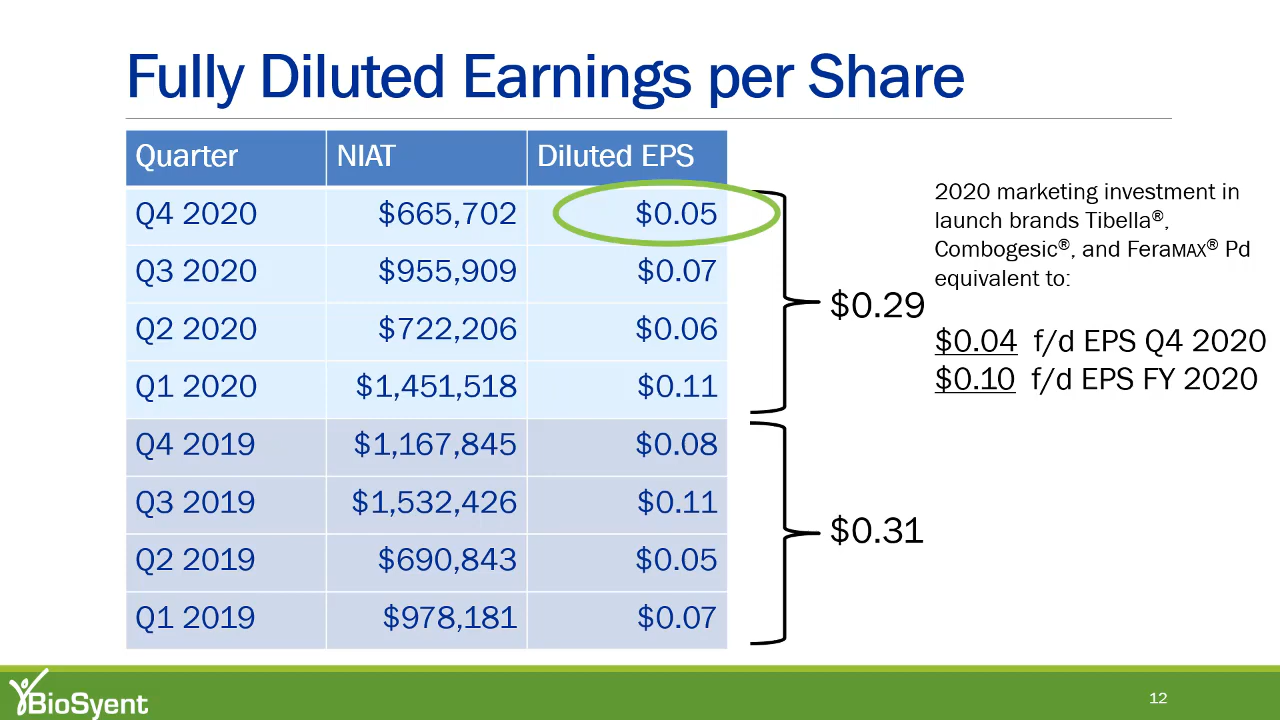 Fully Diluted Earnings per Share
Quarter NIAT Diluted EPS
Q4 2020 $665,702 $0.05
Q3 2020 $955,909 $0.07
Q2 2020 $722,206 $0.06
Q1 2020 $1,451,518 $0.11
Q4 2019 $1,167,845 $0.08
Q3 2019 $1,532,426 $0.11
Q2 2019 $690,843 $0.05
Q1 2019 $978,181 $0.07
$0.29
$0.31
2020 marketing investment in
launch brands Tibella®,
Combogesic®, and FeraMAX® Pd
equivalent to:
$0.04 f/d EPS Q4 2020
$0.10 f/d EPS FY 2020
BioSyent
12